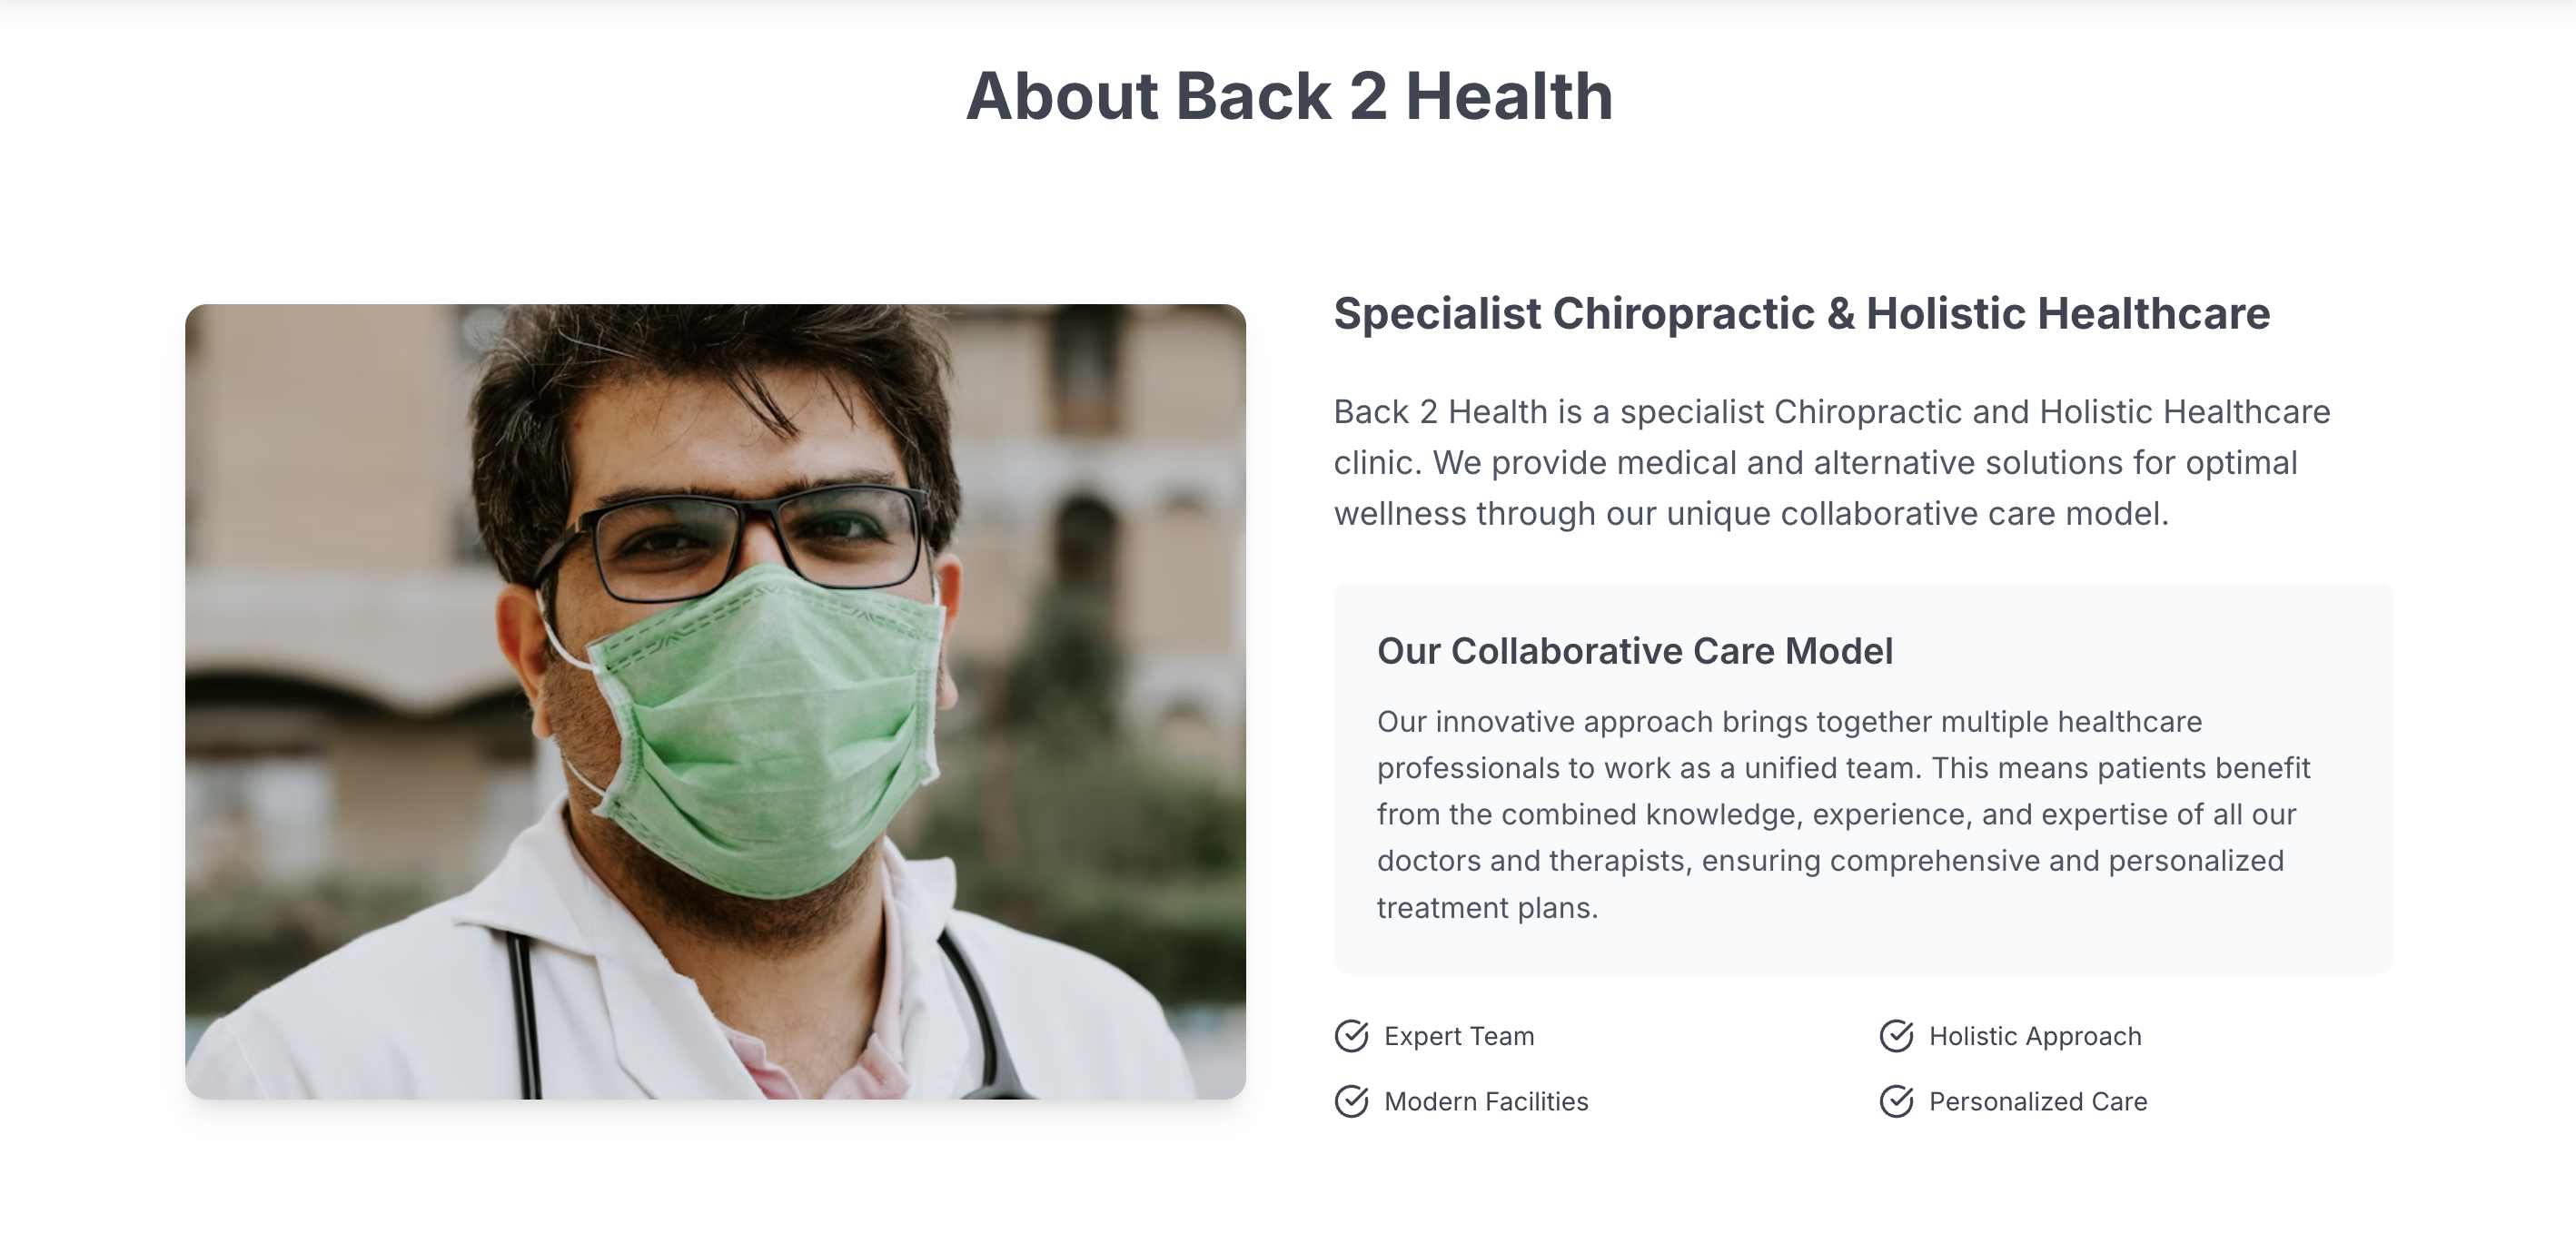 About Back 2 Health
Specialist Chiropractic & Holistic Healthcare
Back 2 Health is a specialist Chiropractic and Holistic Healthcare
clinic. We provide medical and alternative solutions for optimal
wellness through our unique collaborative care model.
Our Collaborative Care Model
Our innovative approach brings together multiple healthcare
professionals to work as a unified team. This means patients benefit
from the combined knowledge, experience, and expertise of all our
doctors and therapists, ensuring comprehensive and personalized
treatment plans.
Expert Team
Holistic Approach
Modern Facilities
Personalized Care